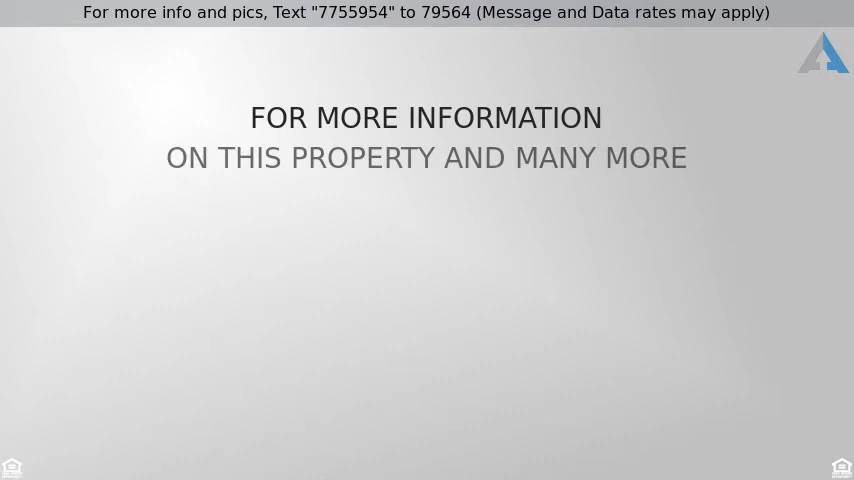 For more info and pics, Text "7755954" to 79564 (Message and Data rates may apply)
FOR MORE INFORMATION
ON THIS PROPERTY AND MANY MORE